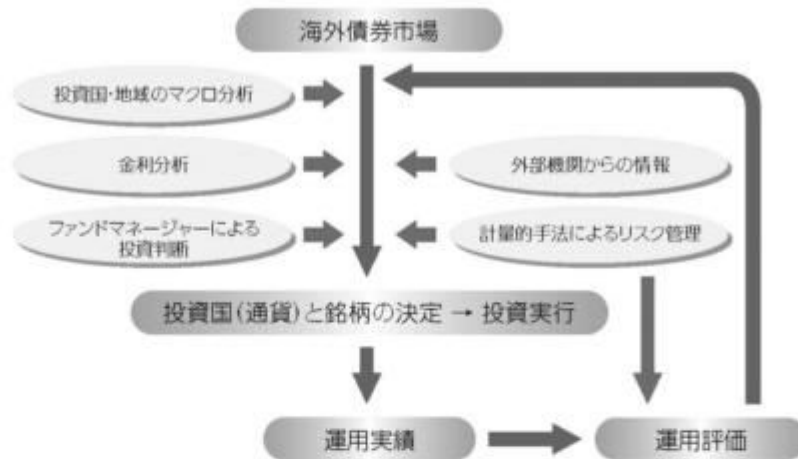 海外債券市場
投資国・地域のマクロ分析
金利分析
外部機関からの情報
ファンドマネージャーによる
投資判断
計量的手法によるリスク管理
投資国(通貨)と銘柄の決定 → 投資実行
運用実績
運用評価